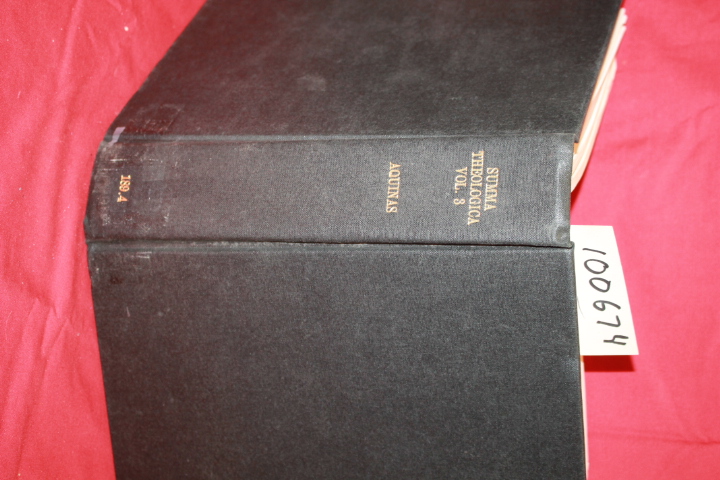 SUMMA
THEOLOGICA
VOL. 3
AQUINAS
189.4
100674